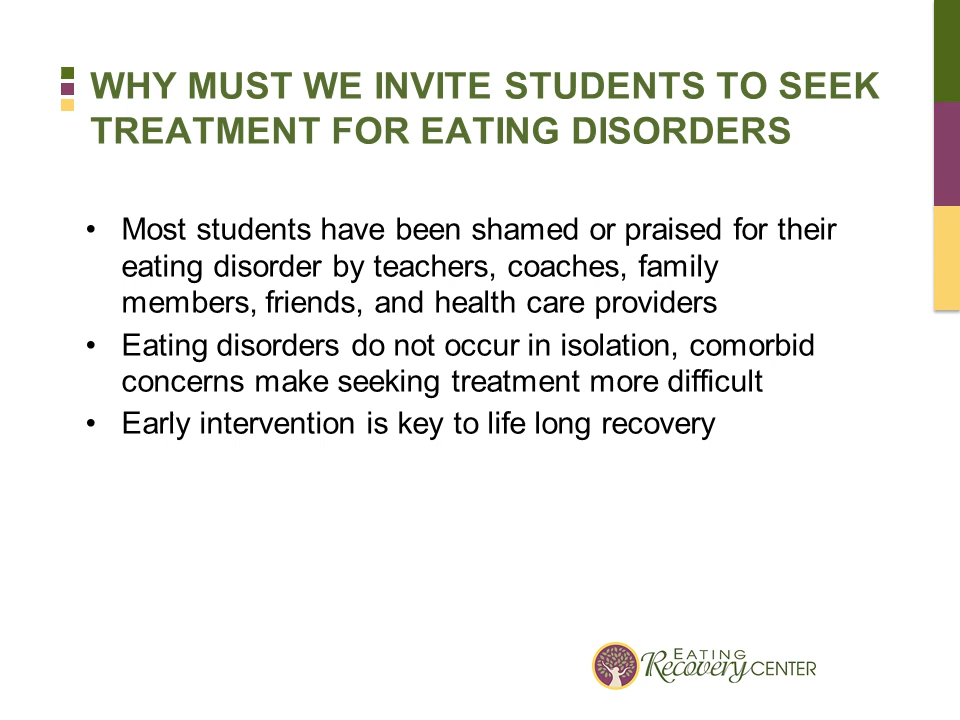 WHY MUST WE INVITE STUDENTS TO SEEK
TREATMENT FOR EATING DISORDERS
• Most students have been shamed or praised for their
eating disorder by teachers, coaches, family
members, friends, and health care providers
• Eating disorders do not occur in isolation, comorbid
concerns make seeking treatment more difficult
• Early intervention is key to life long recovery
EATING
Recovery CENTER